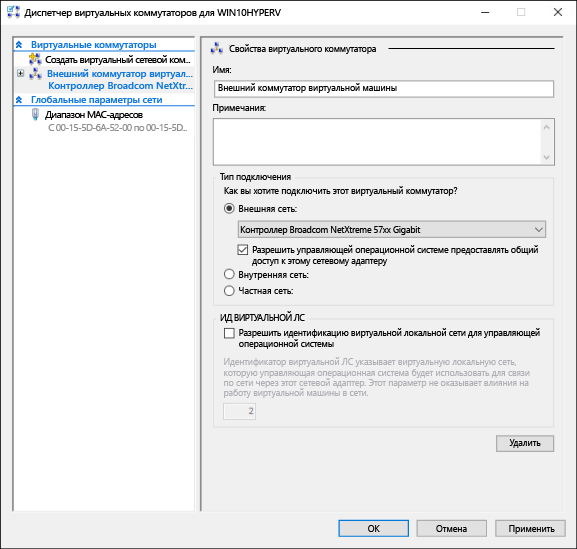 Диспетчер виртуальных коммутаторов для WIN10HYPERV
Виртуальные коммутаторы
Создать виртуальный сетевой ком...
Внешний коммутатор виртуал...
Контроллер Broadcom NetXtr...
Глобальные параметры сети
Диапазон MAC-адресов
С 00-15-5D-6A-52-00 по 00-15-5D...
Свойства виртуального коммутатора
Имя:
Внешний коммутатор виртуальной машины
Примечания:
Тип подключения
Как вы хотите подключить этот виртуальный коммутатор?
Внешняя сеть:
Контроллер Broadcom NetXtreme 57xx Gigabit
Разрешить управляющей операционной системе предоставлять общий
доступ к этому сетевому адаптеру
Внутренняя сеть:
Частная сеть:
ИД ВИРТУАЛЬНОЙ ЛС
Разрешить идентификацию виртуальной локальной сети для управляющей
операционной системы
Идентификатор виртуальной ЛС указывает виртуальную локальную сеть,
которую управляющая операционная система будет использовать для связи
по сети через этот сетевой адаптер. Этот параметр не оказывает влияния на
работу виртуальной машины в сети.
2
Удалить
ОК
Отмена
Применить